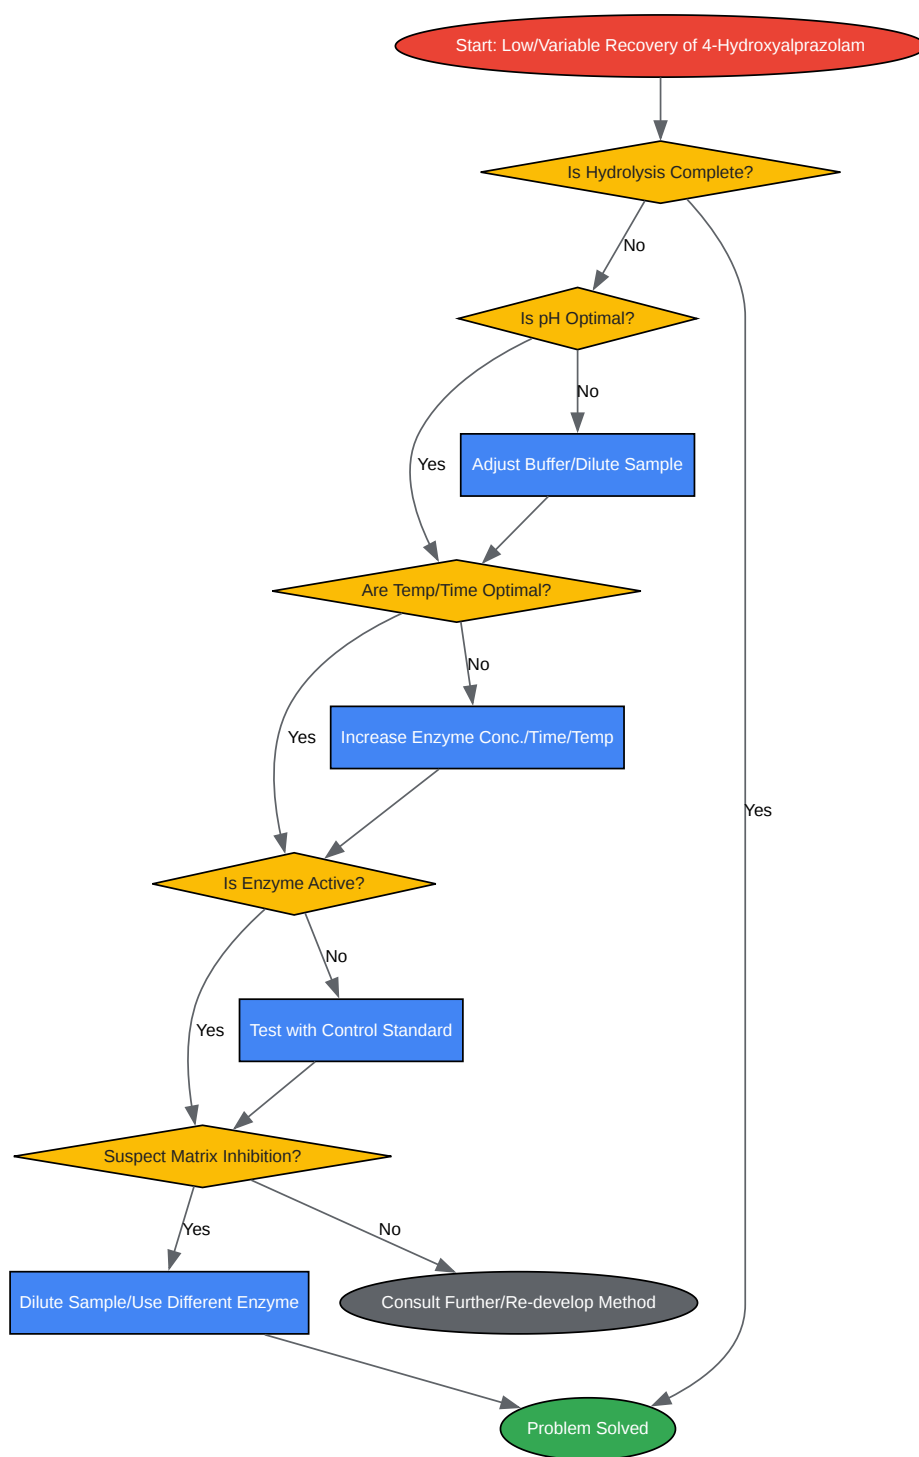 Start: Low/Variable Recovery of 4-Hydroxyalprazolam
Is Hydrolysis Complete?
No
Is pH Optimal?
No
Yes
Adjust Buffer/Dilute Sample
Are Temp/Time Optimal?
No
Yes
Increase Enzyme Conc./Time/Temp
Yes
Is Enzyme Active?
No
Yes
Test with Control Standard
Suspect Matrix Inhibition?
Yes
No
Dilute Sample/Use Different Enzyme
Consult Further/Re-develop Method
Problem Solved